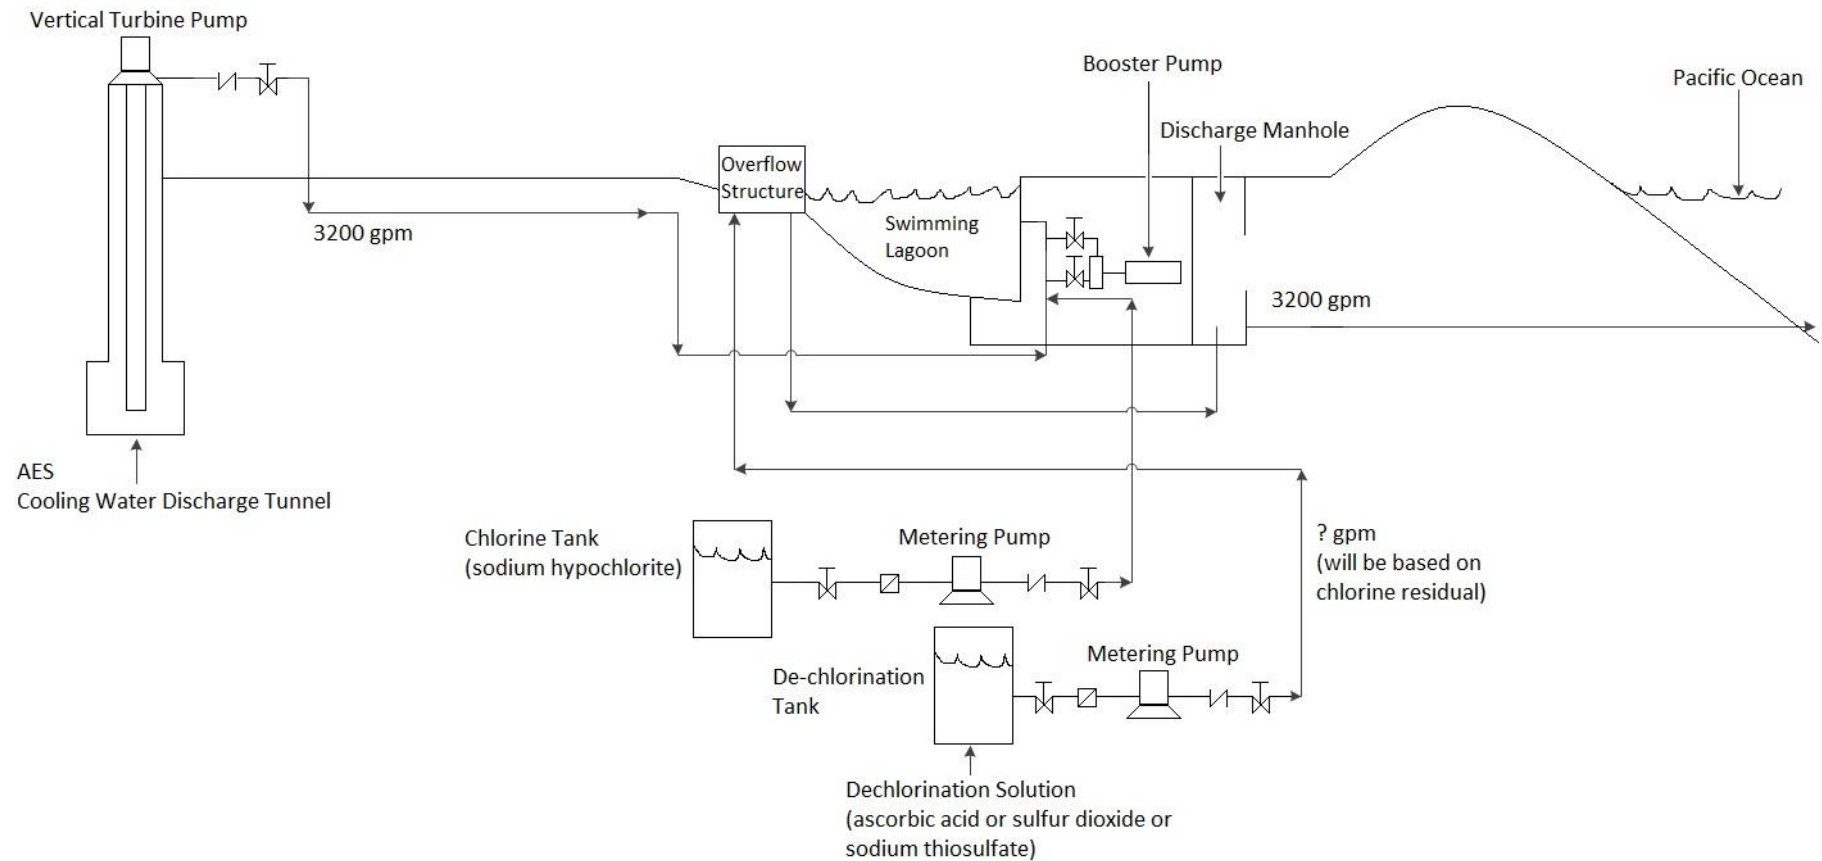 Vertical Turbine Pump
Booster Pump
Pacific Ocean
Discharge Manhole
Overflow
Structure
Swimming
Lagoon
3200 gpm
3200 gpm
AES
Cooling Water Discharge Tunnel
Chlorine Tank
(sodium hypochlorite)
Metering Pump
? gpm
(will be based on
chlorine residual)
De-chlorination
Tank
Metering Pump
Dechlorination Solution
(ascorbic acid or sulfur dioxide or
sodium thiosulfate)